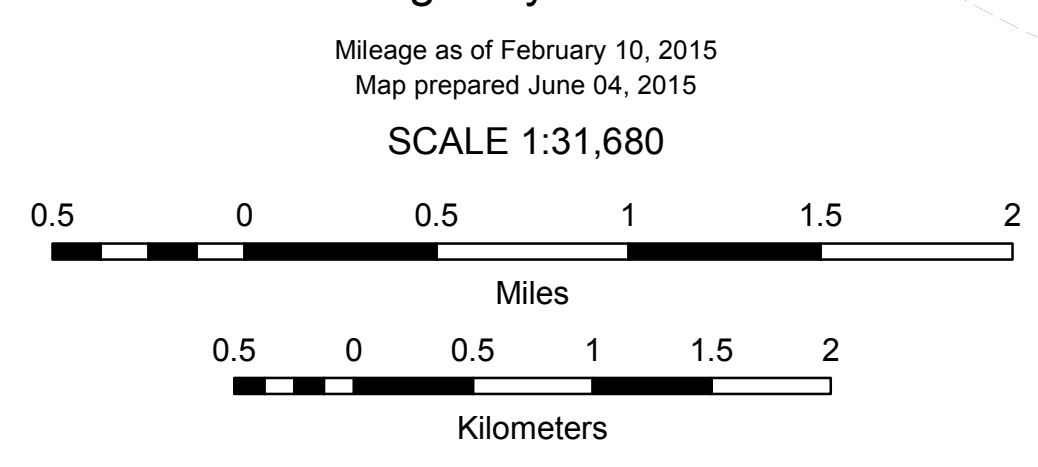 Mileage as of February 10, 2015
Map prepared June 04, 2015
SCALE 1:31,680
0.5 0 0.5 1 1.5 2
Miles
0.5 0 0.5 1 1.5 2
Kilometers